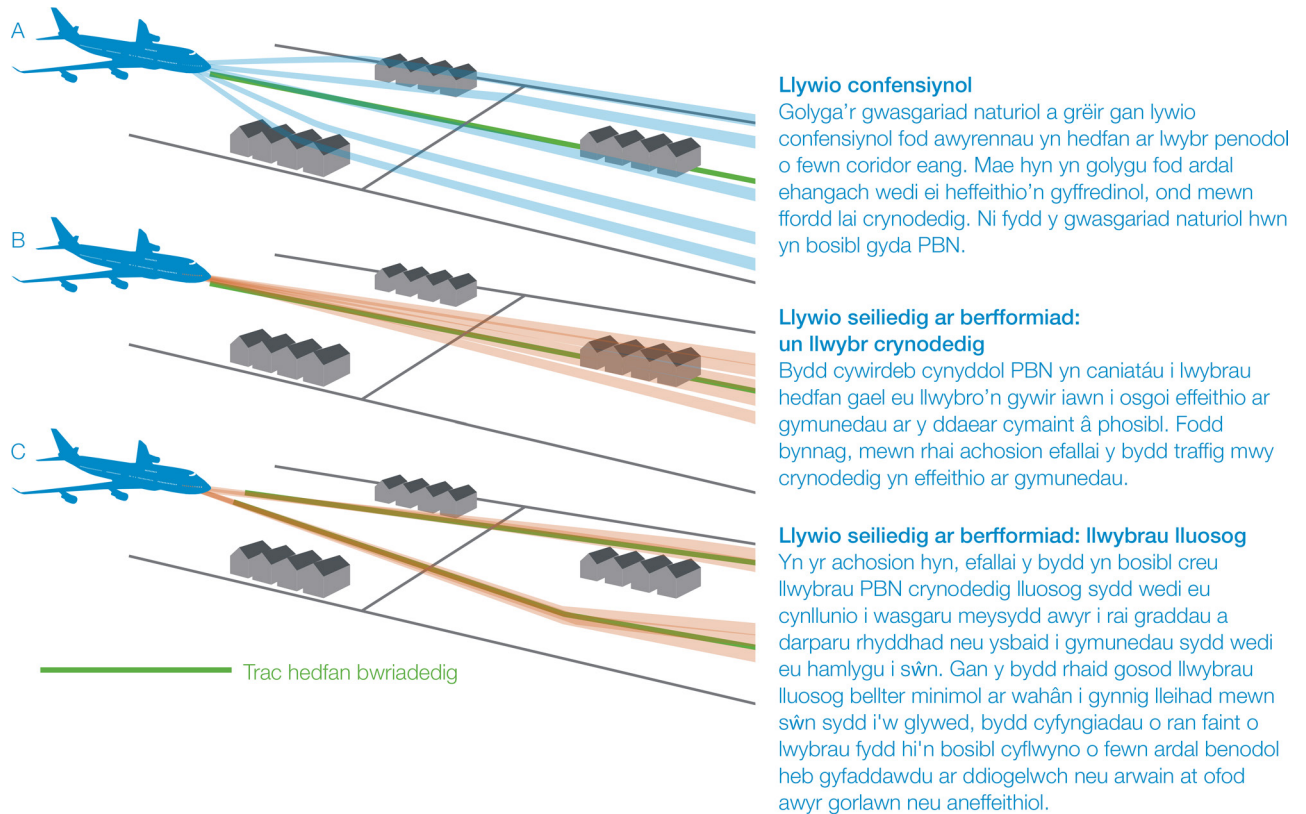 A
Llywio confensiynol
Golyga'r gwasgariad naturiol a grëir gan lywio
confensiynol fod awyrennau yn hedfan ar lwybr penodol
o fewn coridor eang. Mae hyn yn golygu fod ardal
ehangach wedi ei heffeithio'n gyffredinol, ond mewn
ffordd lai crynodedig. Ni fydd y gwasgariad naturiol hwn
yn bosibl gyda PBN.
B
Llywio seiliedig ar berfformiad:
un llwybr crynodedig
Bydd cywirdeb cynyddol PBN yn caniatáu i lwybrau
hedfan gael eu llwybro'n gywir iawn i osgoi effeithio ar
gymunedau ar y ddaear cymaint â phosibl. Fodd
bynnag, mewn rhai achosion efallai y bydd traffig mwy
crynodedig yn effeithio ar gymunedau.
C
Llywio seiliedig ar berfformiad: llwybrau lluosog
Yn yr achosion hyn, efallai y bydd yn bosibl creu
llwybrau PBN crynodedig lluosog sydd wedi eu
cynllunio i wasgaru meysydd awyr i rai graddau a
darparu rhyddhad neu ysbaid i gymunedau sydd wedi
eu hamlygu i sŵn. Gan y bydd rhaid gosod llwybrau
lluosog bellter minimol ar wahân i gynnig lleihad mewn
sŵn sydd i'w glywed, bydd cyfyngiadau o ran faint o
lwybrau fydd hi'n bosibl cyflwyno o fewn ardal benodol
heb gyfaddawdu ar ddiogelwch neu arwain at ofod
awyr gorlawn neu aneffeithiol.
Trac hedfan bwriadedig